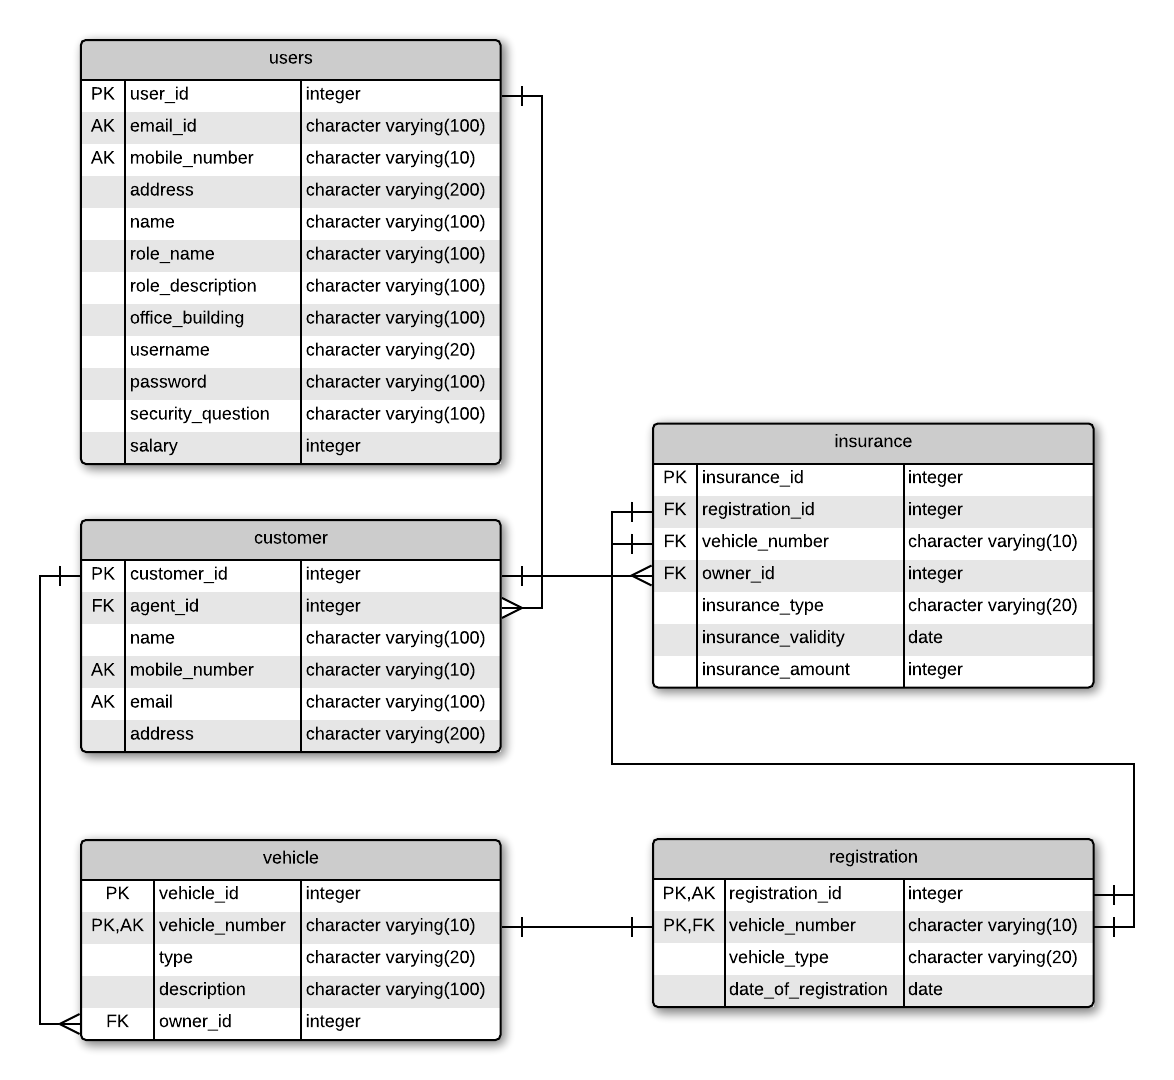 users
PK user_id integer
AK email_id character varying(100)
AK mobile_number character varying(10)
address character varying(200)
name character varying(100)
role_name character varying(100)
role_description character varying(100)
office_building character varying(100)
username character varying(20)
password character varying(100)
security_question character varying(100)
salary integer
insurance
PK insurance_id integer
FK registration_id integer
FK vehicle_number character varying(10)
FK owner_id integer
insurance_type character varying(20)
insurance_validity date
insurance_amount integer
customer
PK customer_id integer
FK agent_id integer
name character varying(100)
AK mobile_number character varying(10)
AK email character varying(100)
address character varying(200)
vehicle
PK vehicle_id integer
PK,AK vehicle_number character varying(10)
type character varying(20)
description character varying(100)
FK owner_id integer
registration
PK,AK registration_id integer
PK,FK vehicle_number character varying(10)
vehicle_type character varying(20)
date_of_registration date